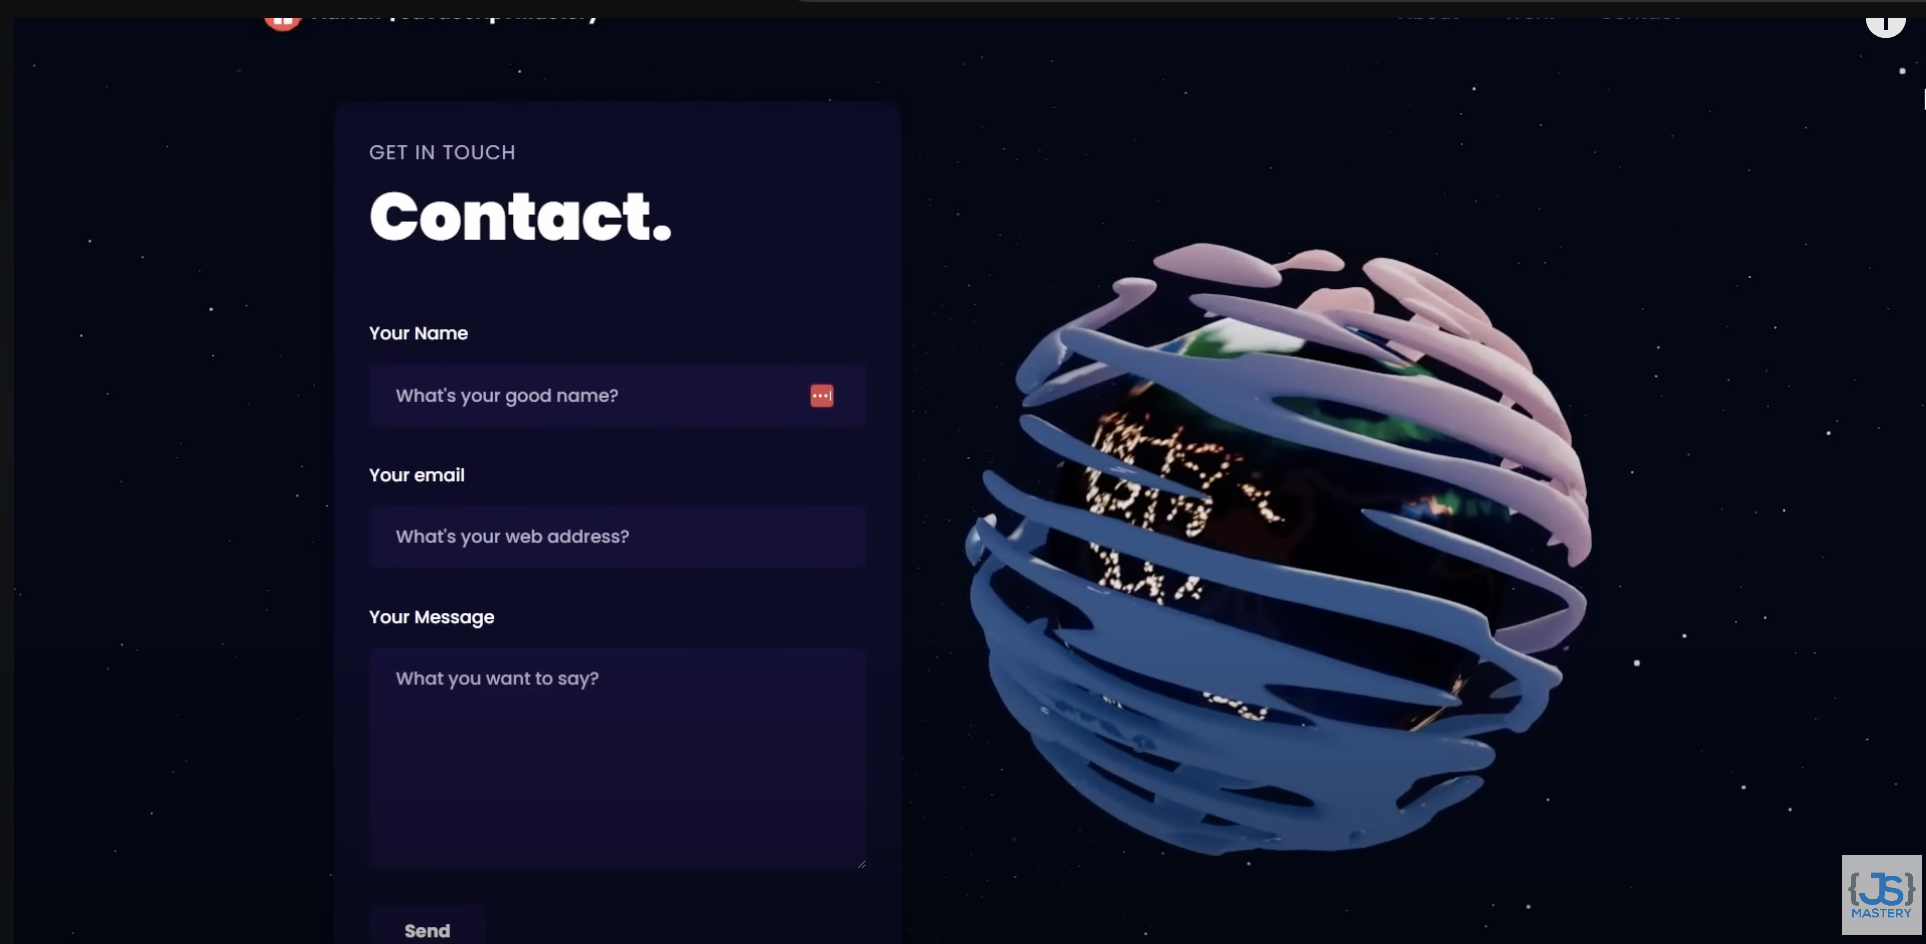 GET IN TOUCH
Contact.
Your Name
What's your good name?
Your email
What's your web address?
Your Message
What you want to say?
Send
{JS}
MASTERY